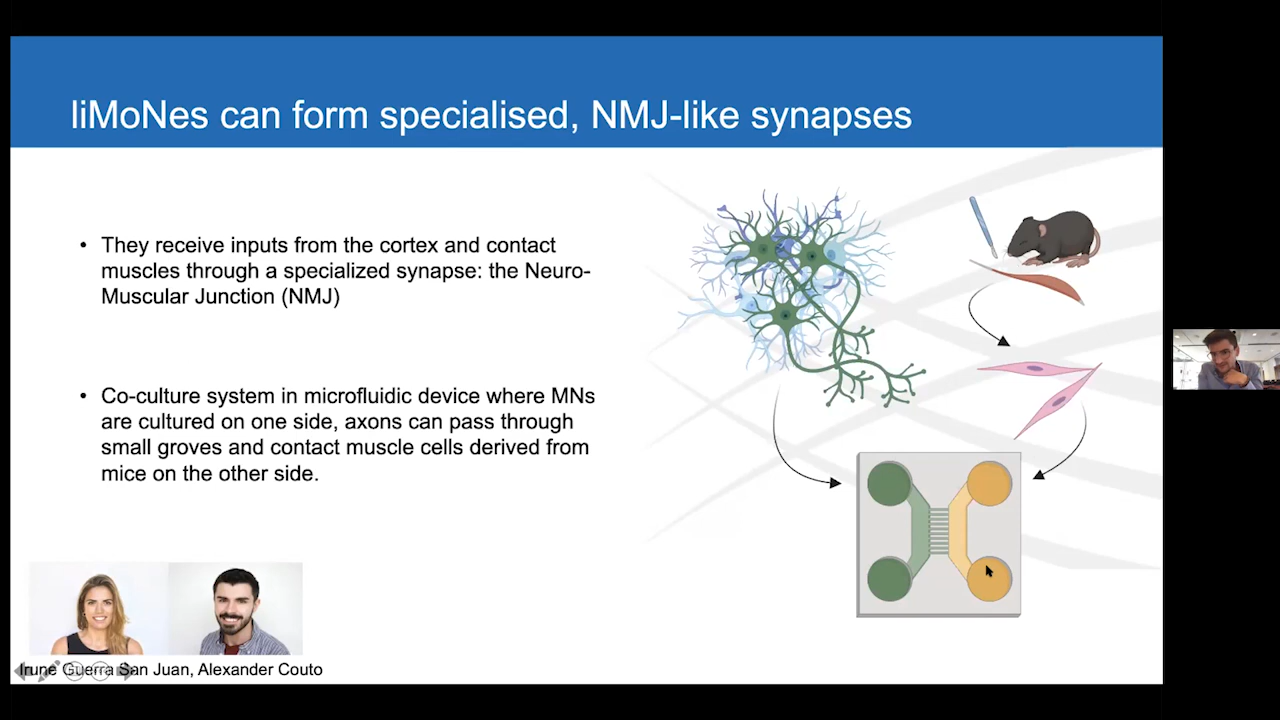 liMoNes can form specialised, NMJ-like synapses
• They receive inputs from the cortex and contact
muscles through a specialized synapse: the Neuro-
Muscular Junction (NMJ)
• Co-culture system in microfluidic device where MNs
are cultured on one side, axons can pass through
small groves and contact muscle cells derived from
mice on the other side.
Irune Guerra San Juan, Alexander Couto